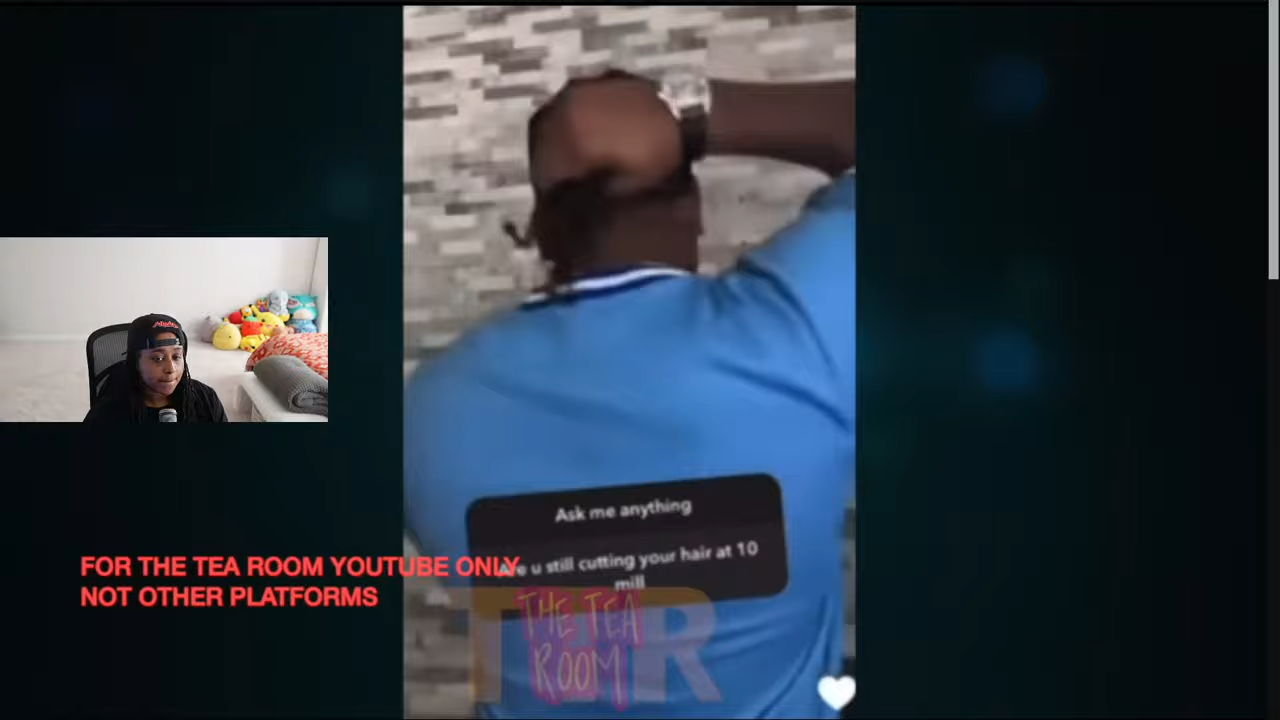 Ask me anything
Are u still cutting your hair at 10
mill
FOR THE TEA ROOM YOUTUBE ONLY
NOT OTHER PLATFORMS
THE TEA
ROOM